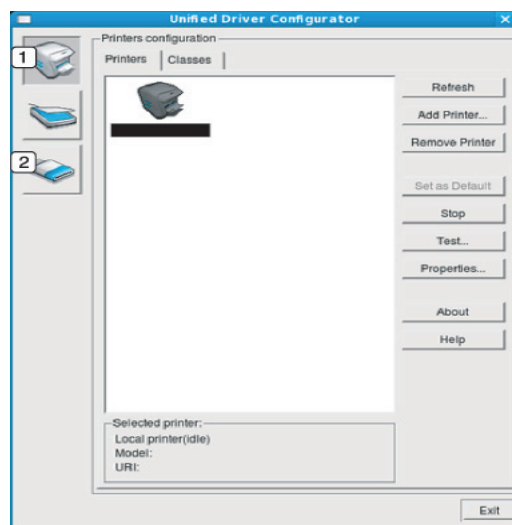 Unified Driver Configurator
1
2
Printers configuration
Printers
Classes
Refresh
Add Printer...
Remove Printer
Set as Default
Stop
Test...
Properties...
About
Help
Selected printer:
Local printer(idle)
Model:
URI:
Exit